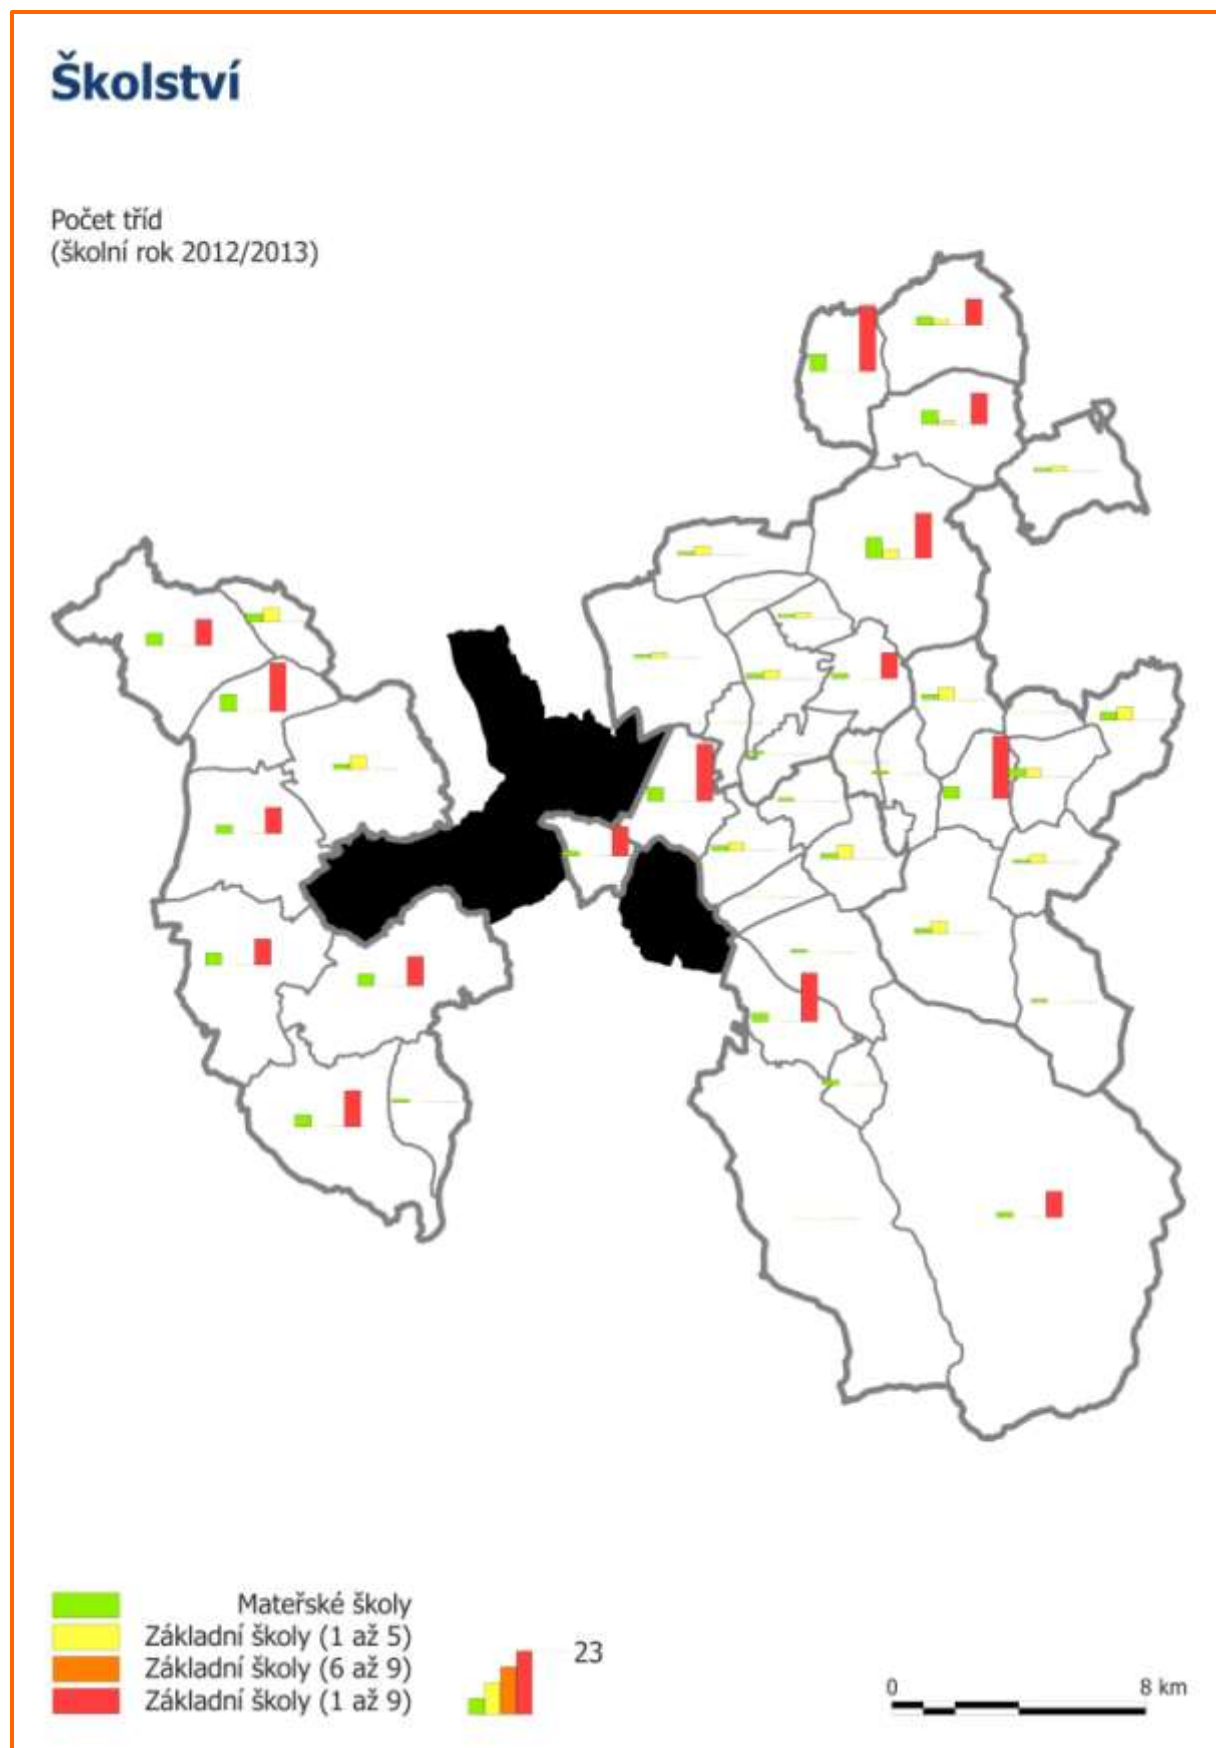 Školství
Počet tříd
(školní rok 2012/2013)
Mateřské školy
Základní školy (1 až 5)
Základní školy (6 až 9)
Základní školy (1 až 9)
23
0 8 km